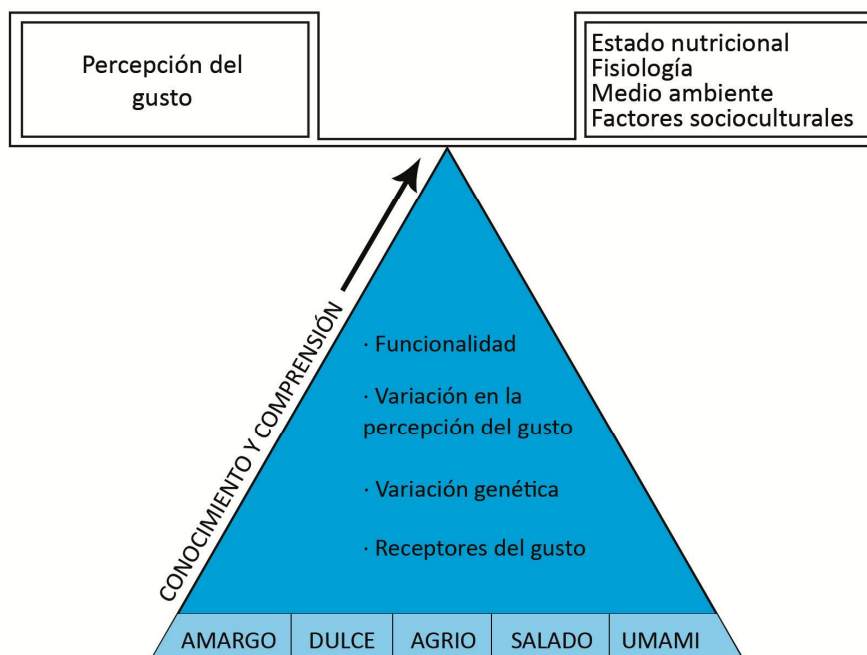 Percepción del
gusto
Estado nutricional
Fisiología
Medio ambiente
Factores socioculturales
CONOCIMIENTO Y COMPRENSIÓN
· Funcionalidad
· Variación en la
percepción del gusto
· Variación genética
· Receptores del gusto
AMARGO DULCE AGRIO SALADO UMAMI